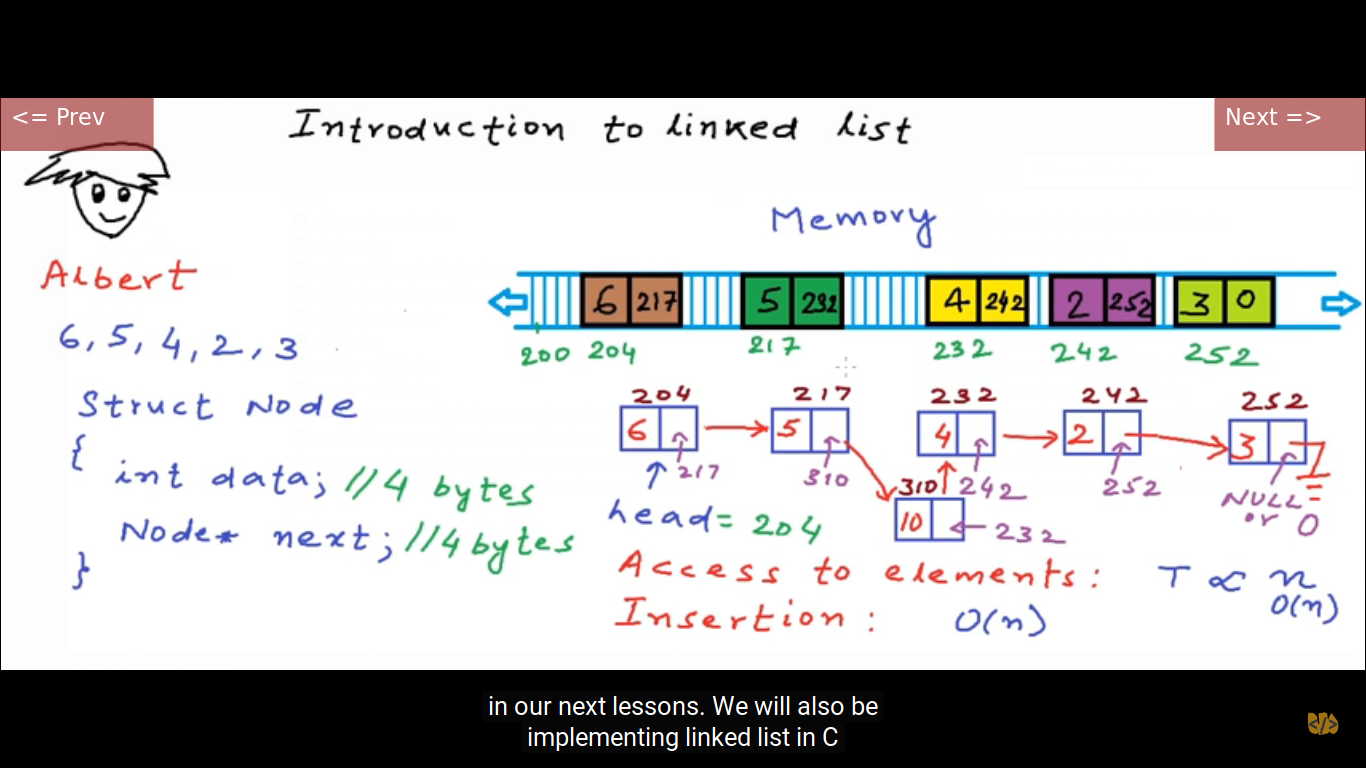 <= Prev
Introduction to linked list
Next =>
Memory
Albert
6 217 5 232 4 242 2 252 3 0
200 204 217 232 242 252
6, 5, 4, 2, 3
204 217 232 242 252
Struct Node
6 5 4 2 3
{
217 310 310 242 252 NULL or 0
int data; //4 bytes
head = 204
10 232
Node* next; //4 bytes
}
Access to elements: T ∝ n
O(n)
Insertion : O(n)
in our next lessons. We will also be
implementing linked list in C